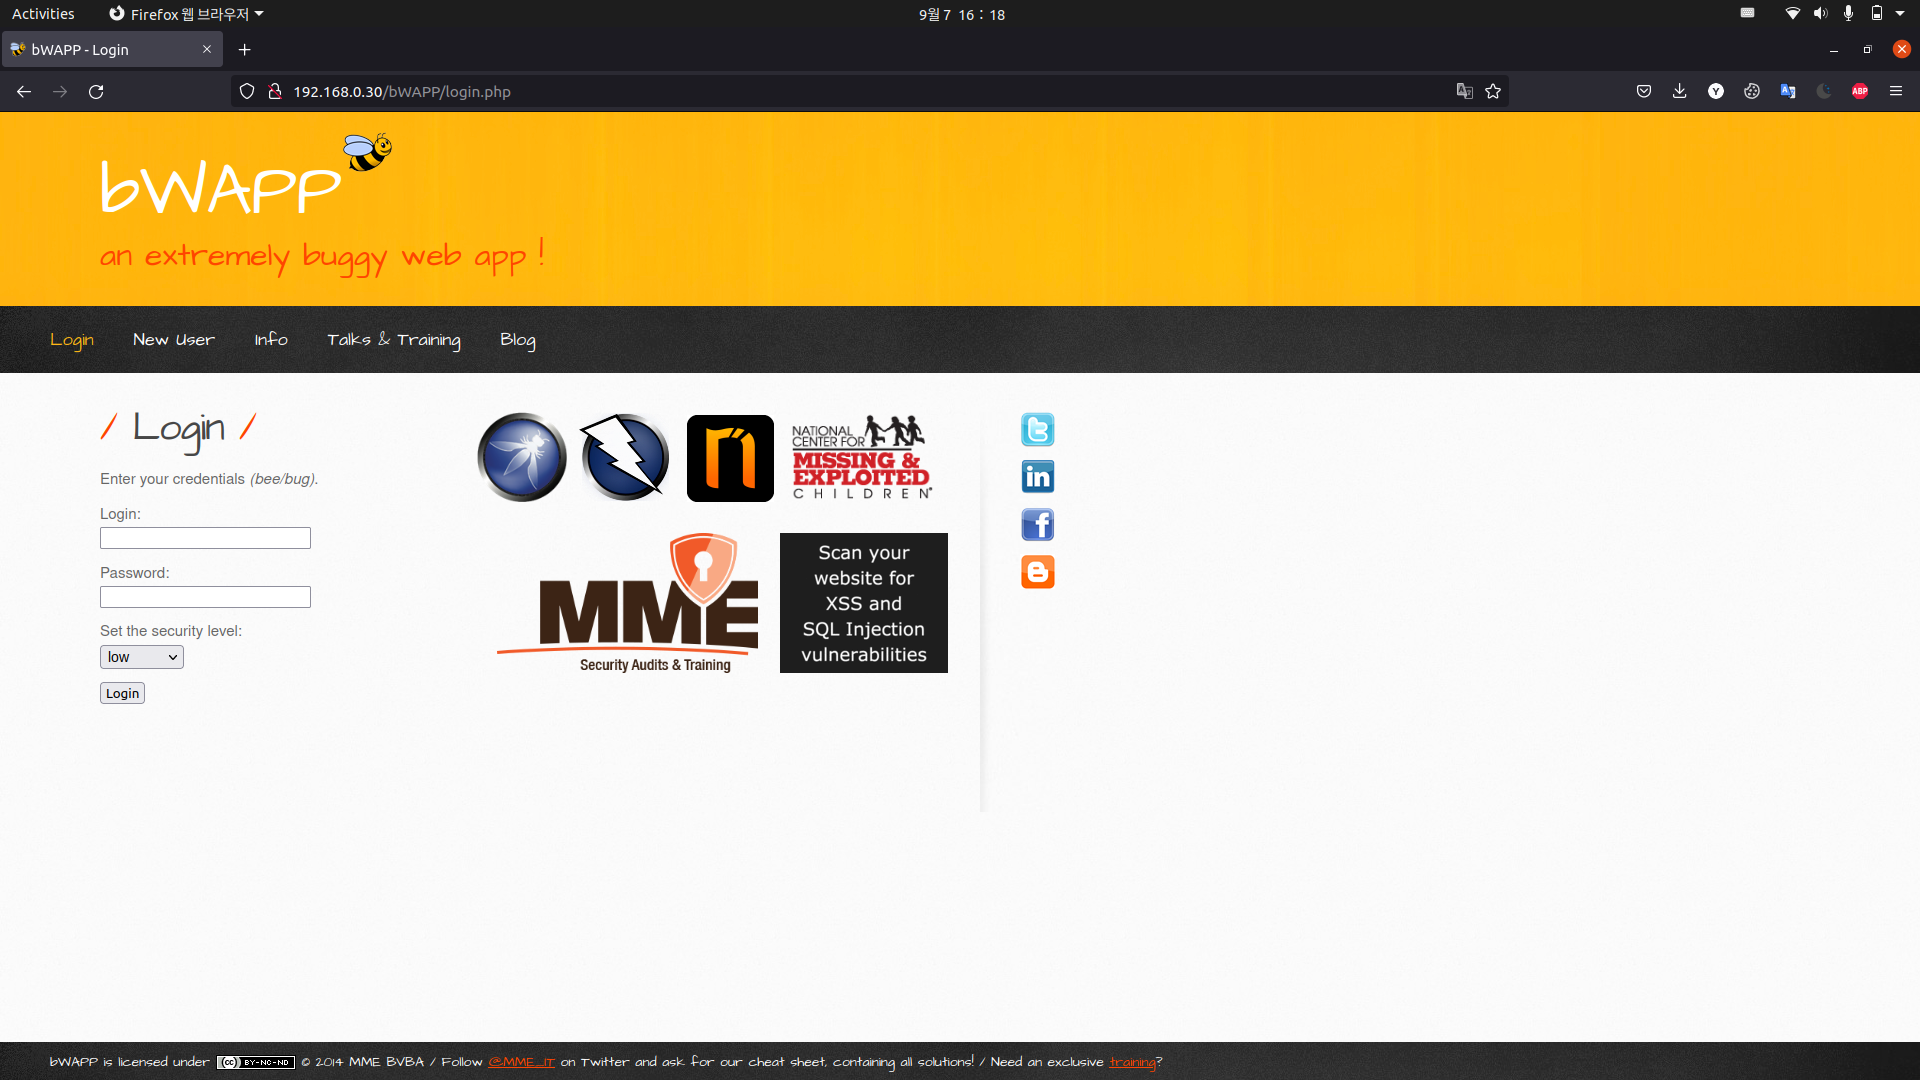 Activities
Firefox 웹 브라우저
9월 7 16 : 18
bWAPP - Login
192.168.0.30/bWAPP/login.php
Y
ABP
bWAPP
an extremely buggy web app !
Login
New User
Info
Talks & Training
Blog
/ Login /
Enter your credentials (bee/bug).
Login:
Password:
Set the security level:
low
Login
NATIONAL
CENTER FOR
MISSING &
EXPLOITED
CHILDREN®
MME
Security Audits & Training
Scan your
website for
XSS and
SQL Injection
vulnerabilities
bWAPP is licensed under (cc) BY-NC-ND © 2014 MME BVBA / Follow @MME_IT on Twitter and ask for our cheat sheet, containing all solutions! / Need an exclusive training?